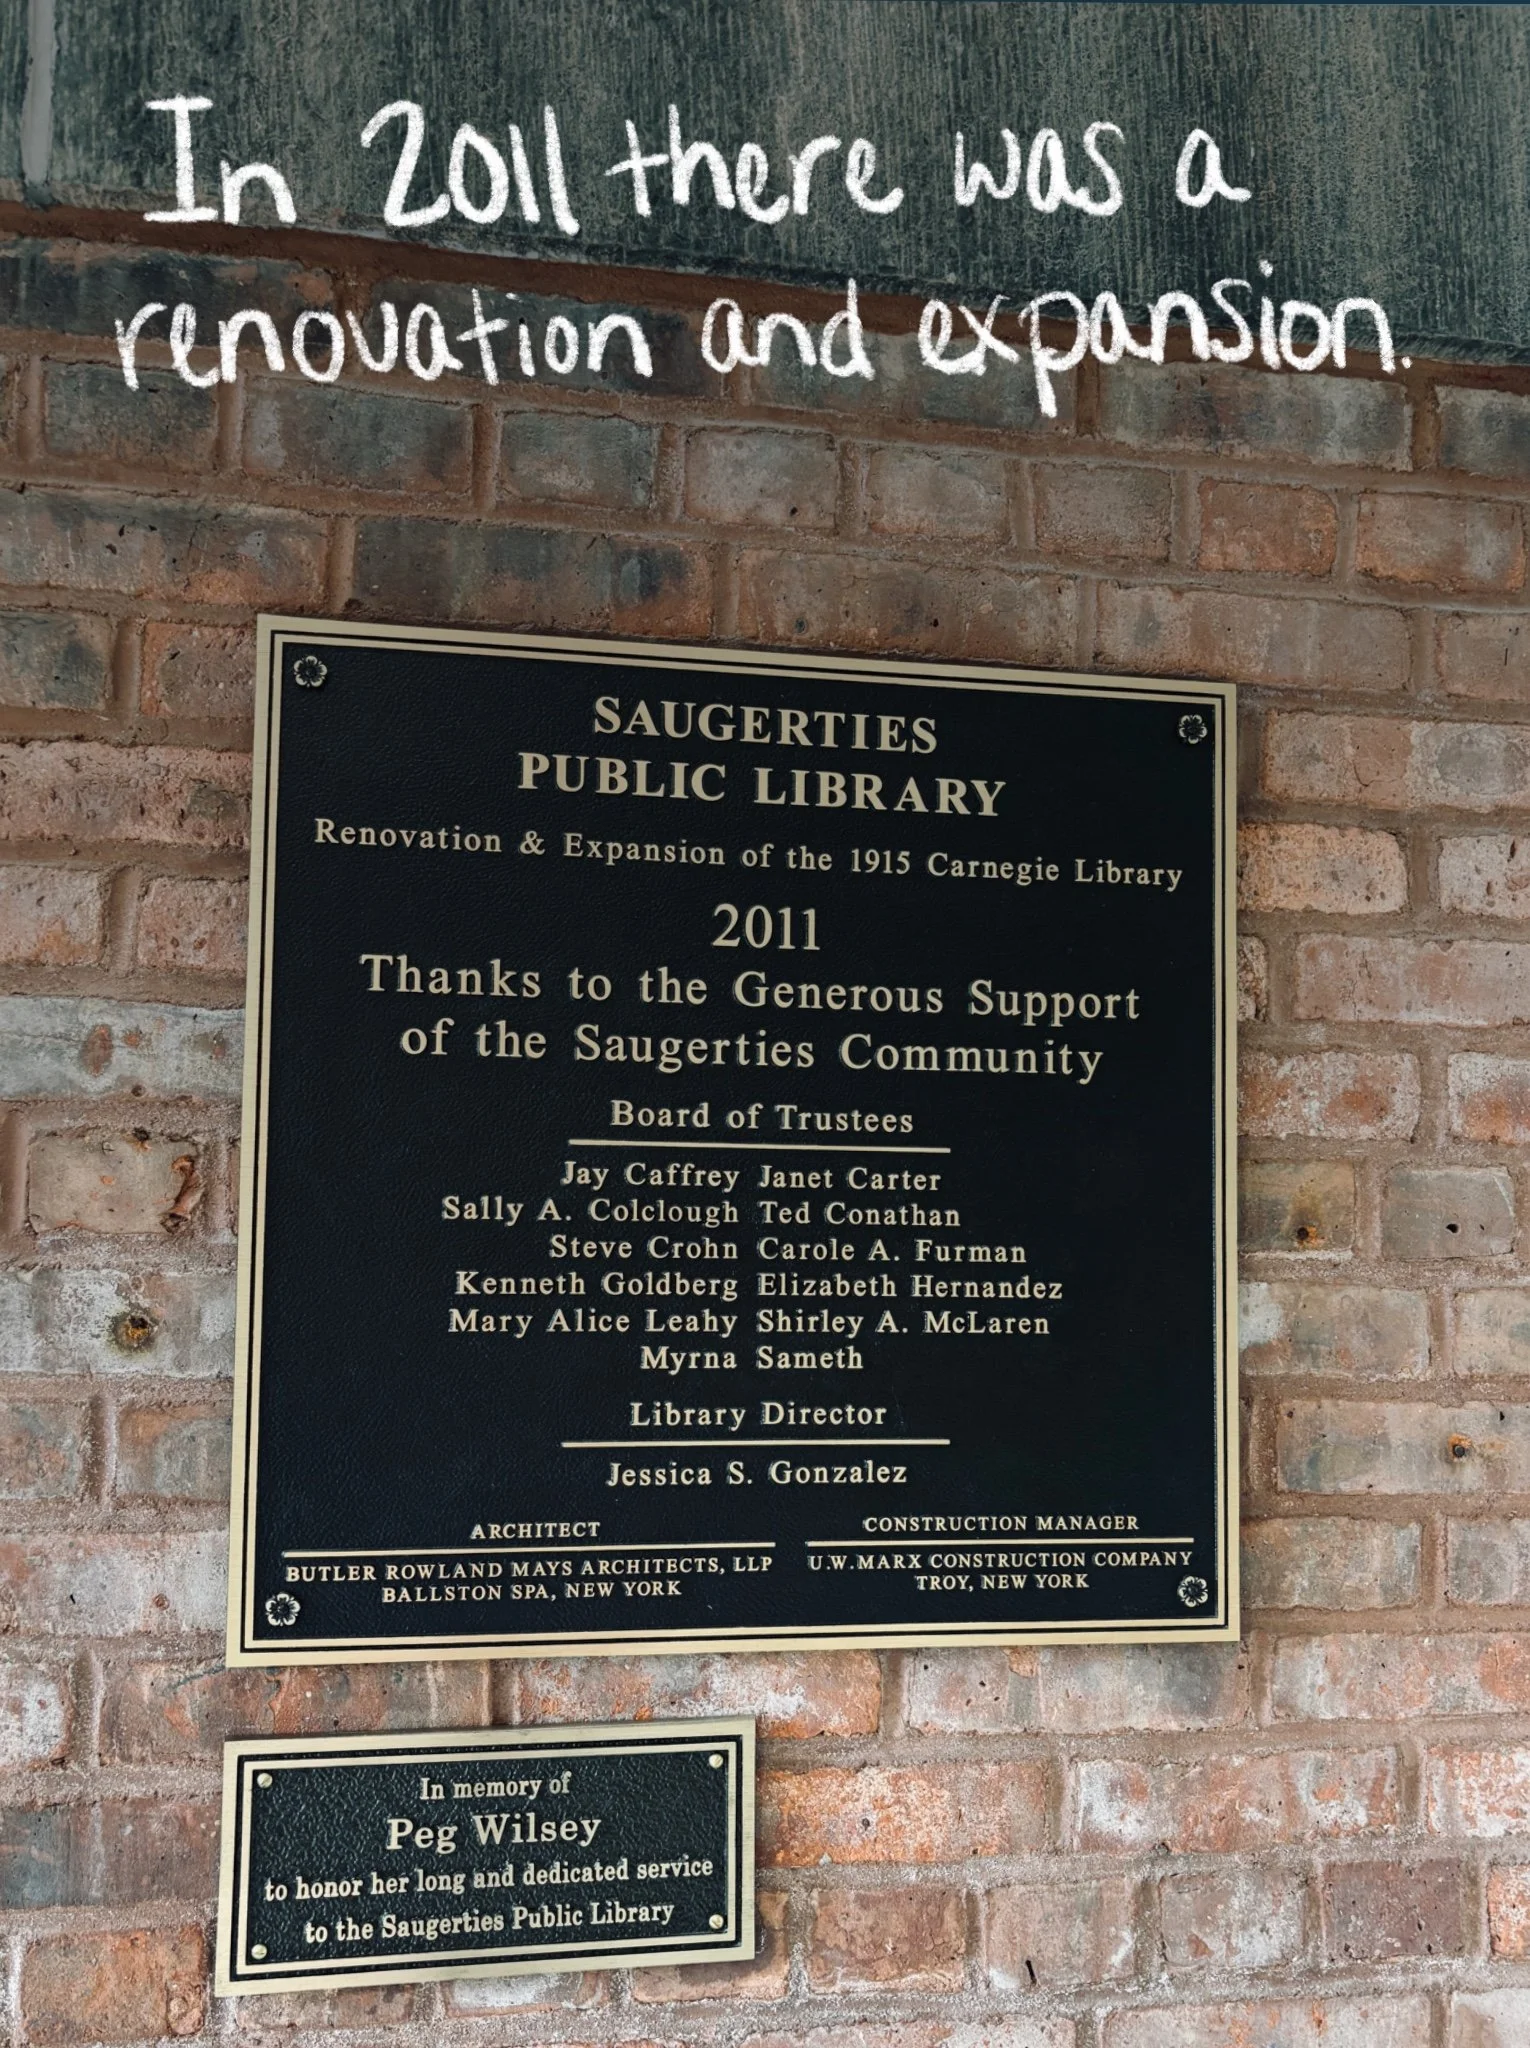 In 2011 there was a
renovation and expansion.
SAUGERTIES
PUBLIC LIBRARY
Renovation & Expansion of the 1915 Carnegie Library
2011
Thanks to the Generous Support
of the Saugerties Community
Board of Trustees
Jay Caffrey Janet Carter
Sally A. Colclough Ted Conathan
Steve Crohn Carole A. Furman
Kenneth Goldberg Elizabeth Hernandez
Mary Alice Leahy Shirley A. McLaren
Myrna Sameth
Library Director
Jessica S. Gonzalez
ARCHITECT
BUTLER ROWLAND MAYS ARCHITECTS, LLP
BALLSTON SPA, NEW YORK
CONSTRUCTION MANAGER
U.W.MARX CONSTRUCTION COMPANY
TROY, NEW YORK
In memory of
Peg Wilsey
to honor her long and dedicated service
to the Saugerties Public Library